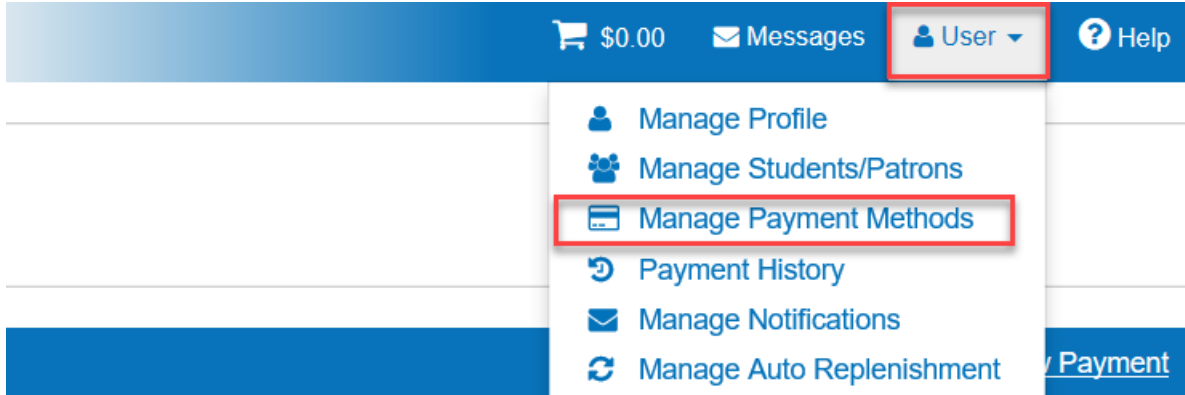 $0.00 Messages User Help
Manage Profile
Manage Students/Patrons
Manage Payment Methods
Payment History
Manage Notifications
Manage Auto Replenishment
Payment